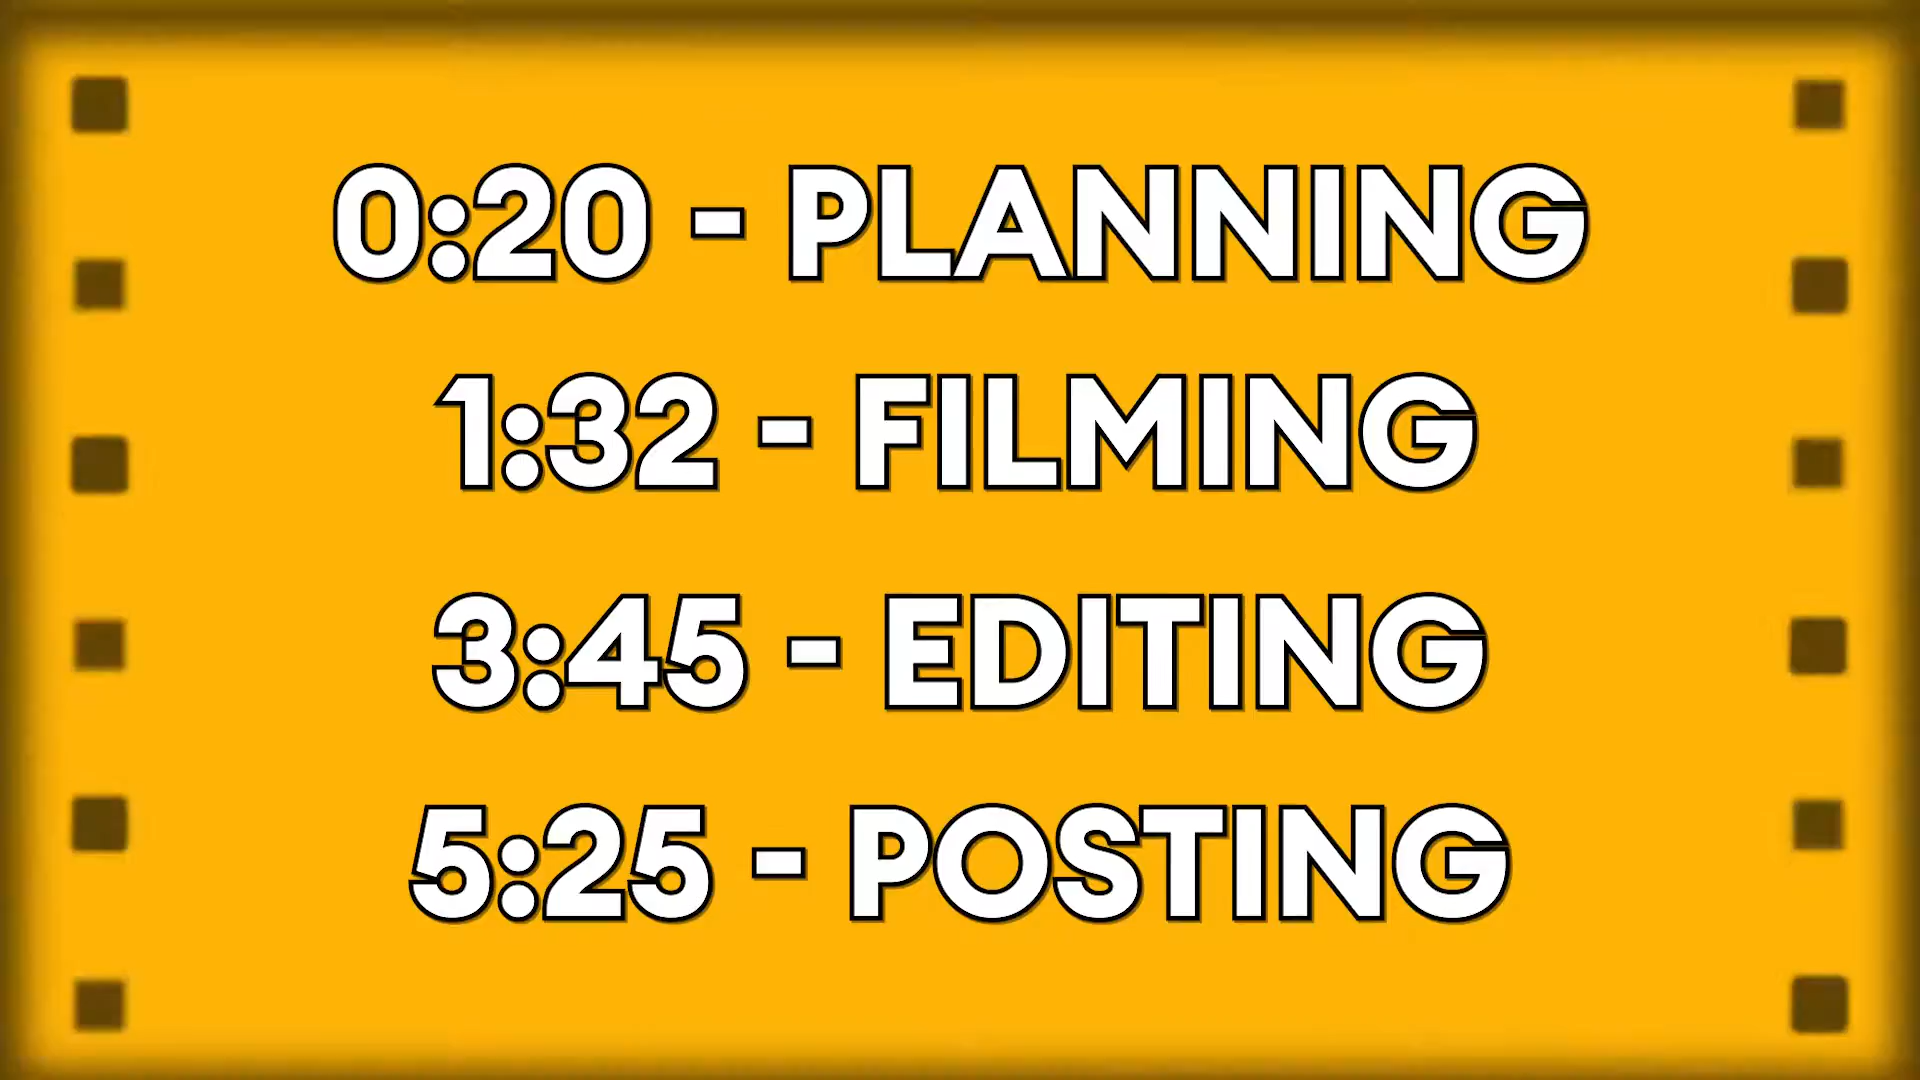 0:20 - PLANNING
1:32 - FILMING
3:45 - EDITING
5:25 - POSTING